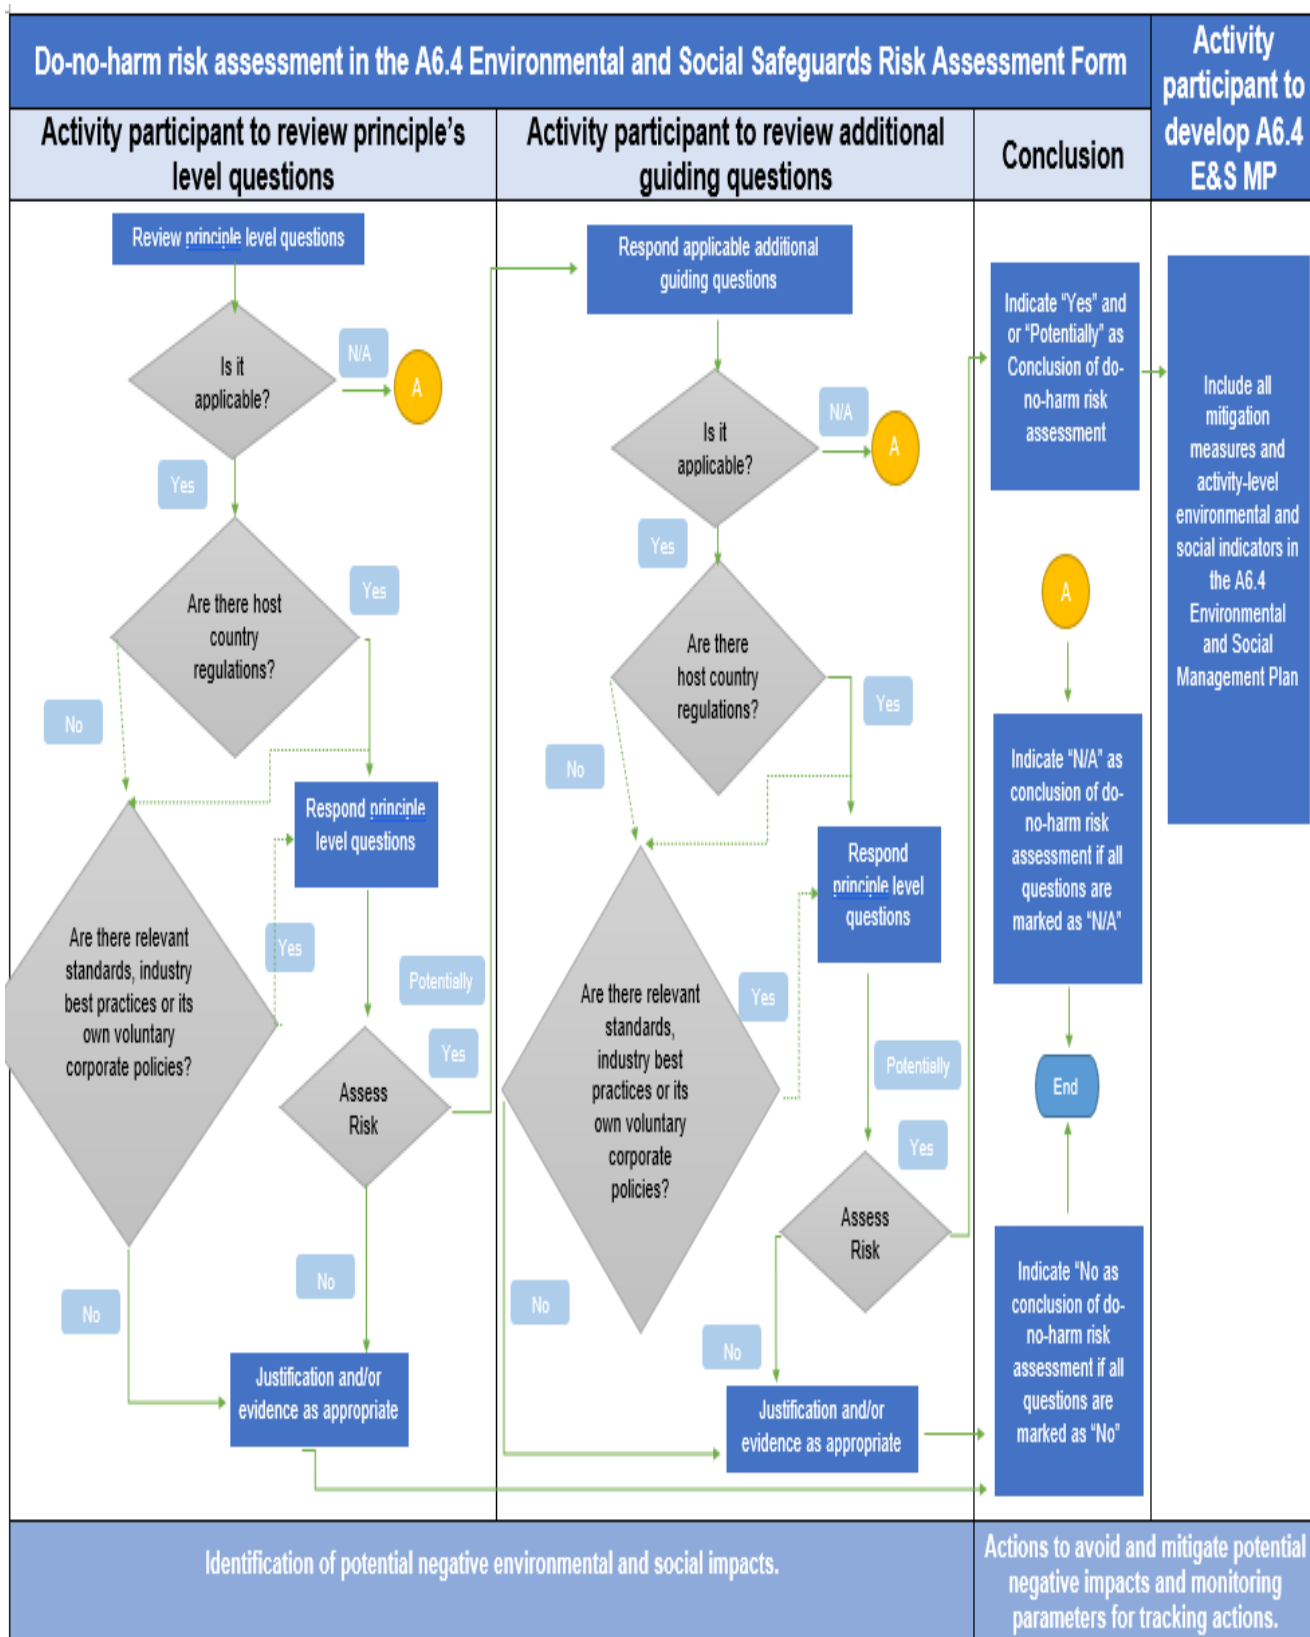 Do-no-harm risk assessment in the A6.4 Environmental and Social Safeguards Risk Assessment Form
Activity
participant to
develop A6.4
E&S MP
Activity participant to review principle's
level questions
Activity participant to review additional
guiding questions
Conclusion
Review principle level questions
Is it
applicable?
N/A
A
Yes
Are there host
country
regulations?
Yes
No
Respond principle
level questions
Are there relevant
standards, industry
best practices or its
own voluntary
corporate policies?
Yes
Potentially
Yes
Assess
Risk
No
No
Justification and/or
evidence as appropriate
Respond applicable additional
guiding questions
Is it
applicable?
N/A
A
Yes
Are there
host country
regulations?
Yes
No
Respond
principle level
questions
Are there relevant
standards,
industry best
practices or its
own voluntary
corporate
policies?
Yes
Potentially
Yes
Assess
Risk
No
No
Justification and/or
evidence as appropriate
Indicate “Yes” and
or “Potentially” as
Conclusion of do-
no-harm risk
assessment
A
Indicate “N/A” as
conclusion of do-
no-harm risk
assessment if all
questions are
marked as “N/A”
End
Indicate “No as
conclusion of do-
no-harm risk
assessment if all
questions are
marked as “No”
Include all
mitigation
measures and
activity-level
environmental and
social indicators in
the A6.4
Environmental
and Social
Management Plan
Identification of potential negative environmental and social impacts.
Actions to avoid and mitigate potential
negative impacts and monitoring
parameters for tracking actions.